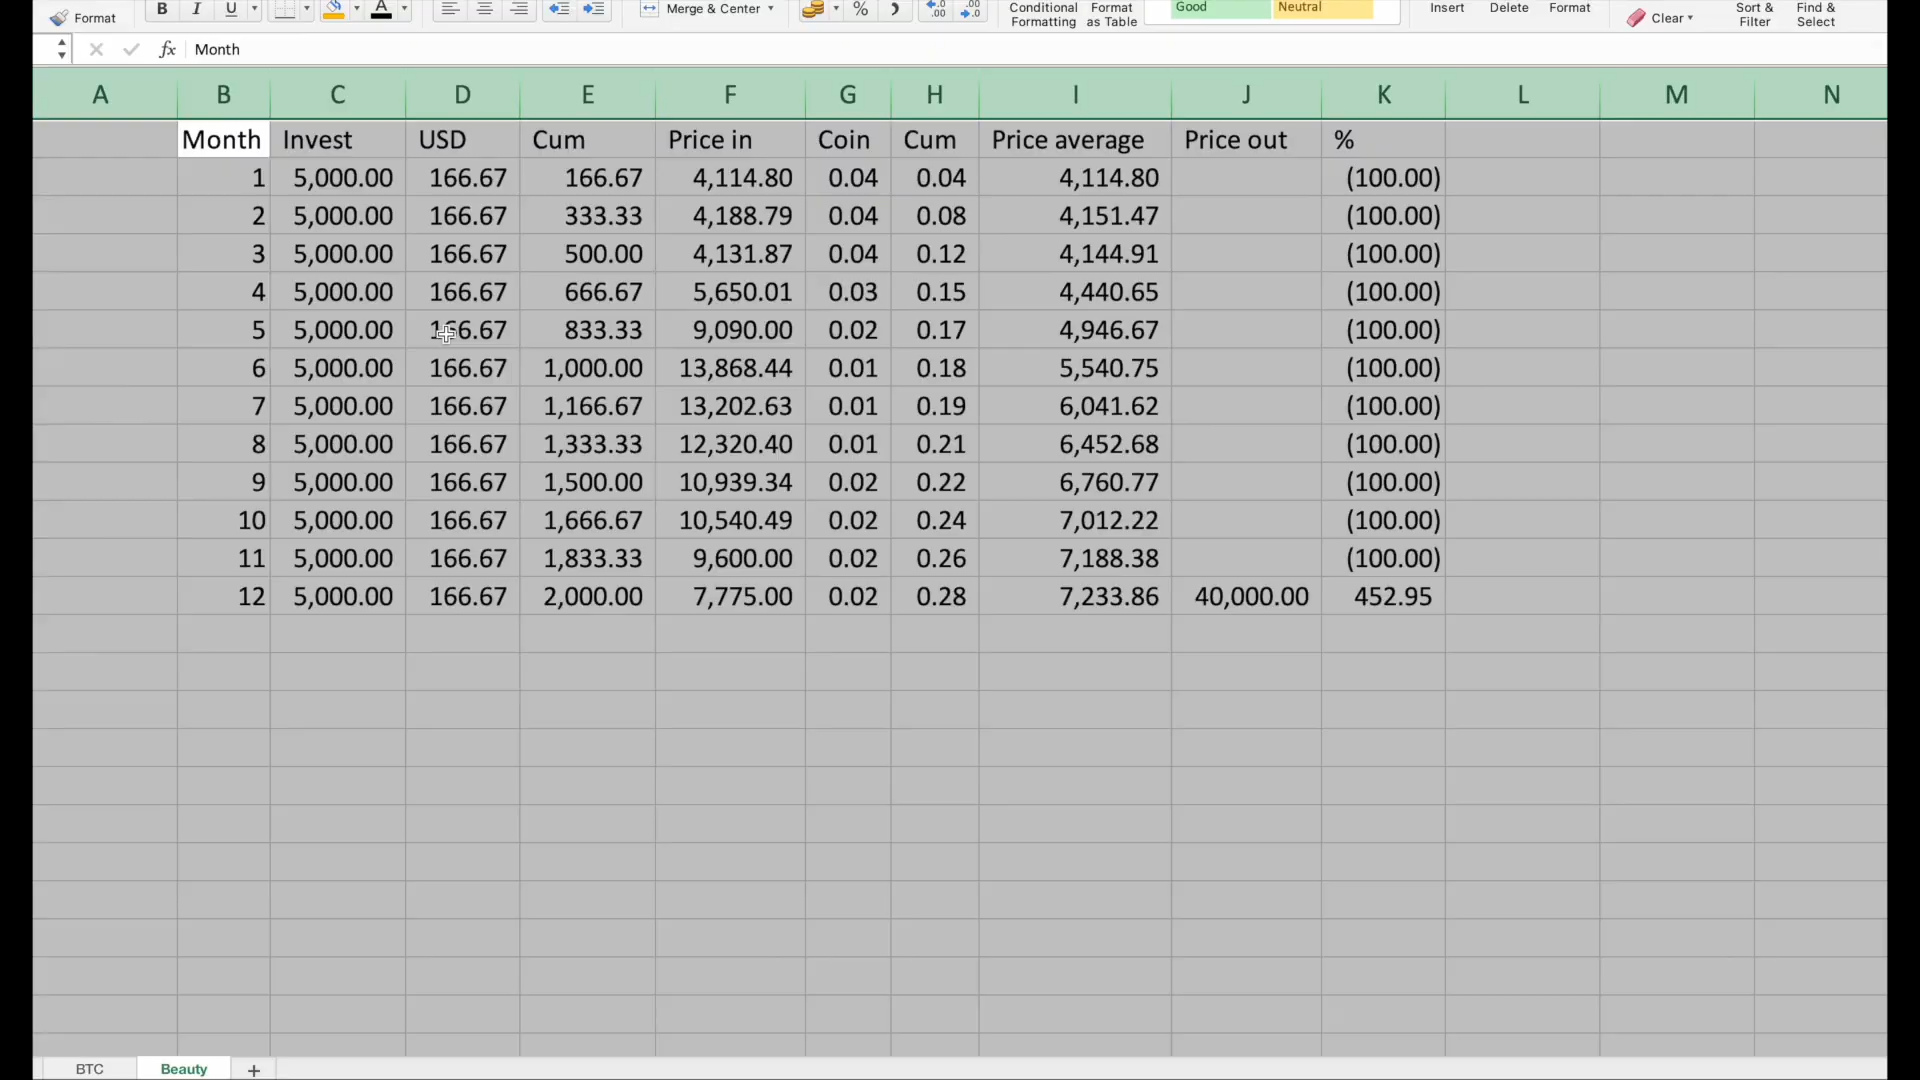 Format B I U A Merge & Center % Conditional Formatting Format as Table Good Neutral Insert Delete Format Clear Sort & Filter Find & Select
fx Month
A B C D E F G H I J K L M N
Month Invest USD Cum Price in Coin Cum Price average Price out %
1 5,000.00 166.67 166.67 4,114.80 0.04 0.04 4,114.80 (100.00)
2 5,000.00 166.67 333.33 4,188.79 0.04 0.08 4,151.47 (100.00)
3 5,000.00 166.67 500.00 4,131.87 0.04 0.12 4,144.91 (100.00)
4 5,000.00 166.67 666.67 5,650.01 0.03 0.15 4,440.65 (100.00)
5 5,000.00 166.67 833.33 9,090.00 0.02 0.17 4,946.67 (100.00)
6 5,000.00 166.67 1,000.00 13,868.44 0.01 0.18 5,540.75 (100.00)
7 5,000.00 166.67 1,166.67 13,202.63 0.01 0.19 6,041.62 (100.00)
8 5,000.00 166.67 1,333.33 12,320.40 0.01 0.21 6,452.68 (100.00)
9 5,000.00 166.67 1,500.00 10,939.34 0.02 0.22 6,760.77 (100.00)
10 5,000.00 166.67 1,666.67 10,540.49 0.02 0.24 7,012.22 (100.00)
11 5,000.00 166.67 1,833.33 9,600.00 0.02 0.26 7,188.38 (100.00)
12 5,000.00 166.67 2,000.00 7,775.00 0.02 0.28 7,233.86 40,000.00 452.95
BTC Beauty +